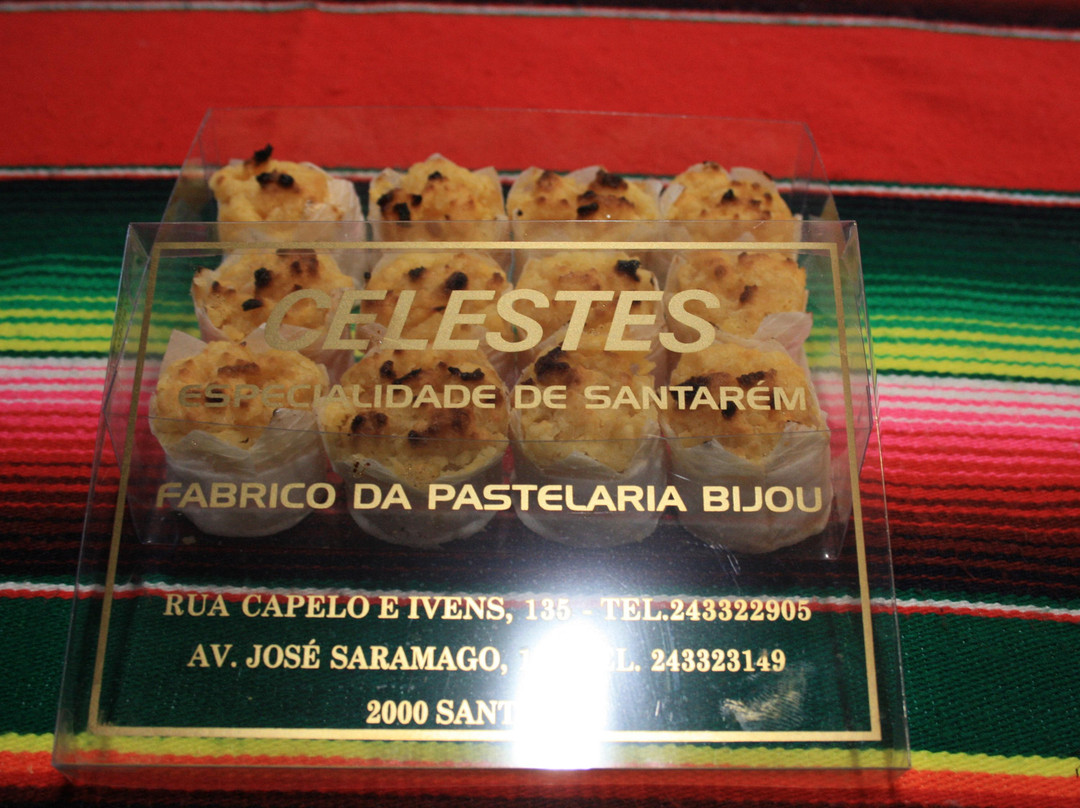 CELESTES
ESPECIALIDADE DE SANTARÉM
FABRICO DA PASTELARIA BIJOU
RUA CAPELO E IVENS, 135 - TEL.243322905
AV. JOSÉ SARAMAGO, 243323149
2000